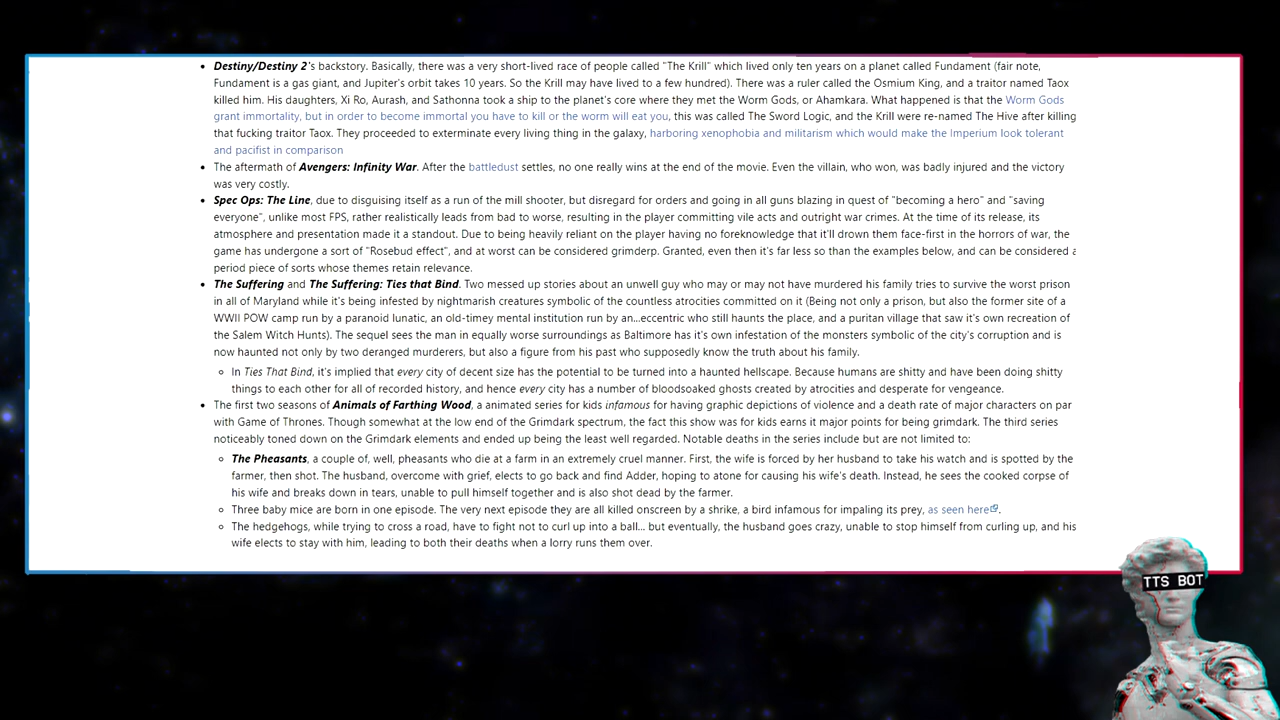 Destiny/Destiny 2's backstory. Basically, there was a very short-lived race of people called "The Krill" which lived only ten years on a planet called Fundament (fair note,
Fundament is a gas giant, and Jupiter's orbit takes 10 years. So the Krill may have lived to a few hundred). There was a ruler called the Osmium King, and a traitor named Taox
killed him. His daughters, Xi Ro, Aurash, and Sathonna took a ship to the planet's core where they met the Worm Gods, or Ahamkara. What happened is that the Worm Gods
grant immortality, but in order to become immortal you have to kill or the worm will eat you, this was called The Sword Logic, and the Krill were re-named The Hive after killing
that fucking traitor Taox. They proceeded to exterminate every living thing in the galaxy, harboring xenophobia and militarism which would make the Imperium look tolerant
and pacifist in comparison
The aftermath of Avengers: Infinity War. After the battledust settles, no one really wins at the end of the movie. Even the villain, who won, was badly injured and the victory
was very costly.
Spec Ops: The Line, due to disguising itself as a run of the mill shooter, but disregard for orders and going in all guns blazing in quest of "becoming a hero" and "saving
everyone", unlike most FPS, rather realistically leads from bad to worse, resulting in the player committing vile acts and outright war crimes. At the time of its release, its
atmosphere and presentation made it a standout. Due to being heavily reliant on the player having no foreknowledge that it'll drown them face-first in the horrors of war, the
game has undergone a sort of "Rosebud effect", and at worst can be considered grimderp. Granted, even then it's far less so than the examples below, and can be considered a
period piece of sorts whose themes retain relevance.
The Suffering and The Suffering: Ties that Bind. Two messed up stories about an unwell guy who may or may not have murdered his family tries to survive the worst prison
in all of Maryland while it's being infested by nightmarish creatures symbolic of the countless atrocities committed on it (Being not only a prison, but also the former site of a
WWII POW camp run by a paranoid lunatic, an old-timey mental institution run by an...eccentric who still haunts the place, and a puritan village that saw it's own recreation of
the Salem Witch Hunts). The sequel sees the man in equally worse surroundings as Baltimore has it's own infestation of the monsters symbolic of the city's corruption and is
now haunted not only by two deranged murderers, but also a figure from his past who supposedly know the truth about his family.
In Ties That Bind, it's implied that every city of decent size has the potential to be turned into a haunted hellscape. Because humans are shitty and have been doing shitty
things to each other for all of recorded history, and hence every city has a number of bloodsoaked ghosts created by atrocities and desperate for vengeance.
The first two seasons of Animals of Farthing Wood, a animated series for kids infamous for having graphic depictions of violence and a death rate of major characters on par
with Game of Thrones. Though somewhat at the low end of the Grimdark spectrum, the fact this show was for kids earns it major points for being grimdark. The third series
noticeably toned down on the Grimdark elements and ended up being the least well regarded. Notable deaths in the series include but are not limited to:
The Pheasants, a couple of, well, pheasants who die at a farm in an extremely cruel manner. First, the wife is forced by her husband to take his watch and is spotted by the
farmer, then shot. The husband, overcome with grief, elects to go back and find Adder, hoping to atone for causing his wife's death. Instead, he sees the cooked corpse of
his wife and breaks down in tears, unable to pull himself together and is also shot dead by the farmer.
Three baby mice are born in one episode. The very next episode they are all killed onscreen by a shrike, a bird infamous for impaling its prey, as seen here.
The hedgehogs, while trying to cross a road, have to fight not to curl up into a ball... but eventually, the husband goes crazy, unable to stop himself from curling up, and his
wife elects to stay with him, leading to both their deaths when a lorry runs them over.
TTS BOT